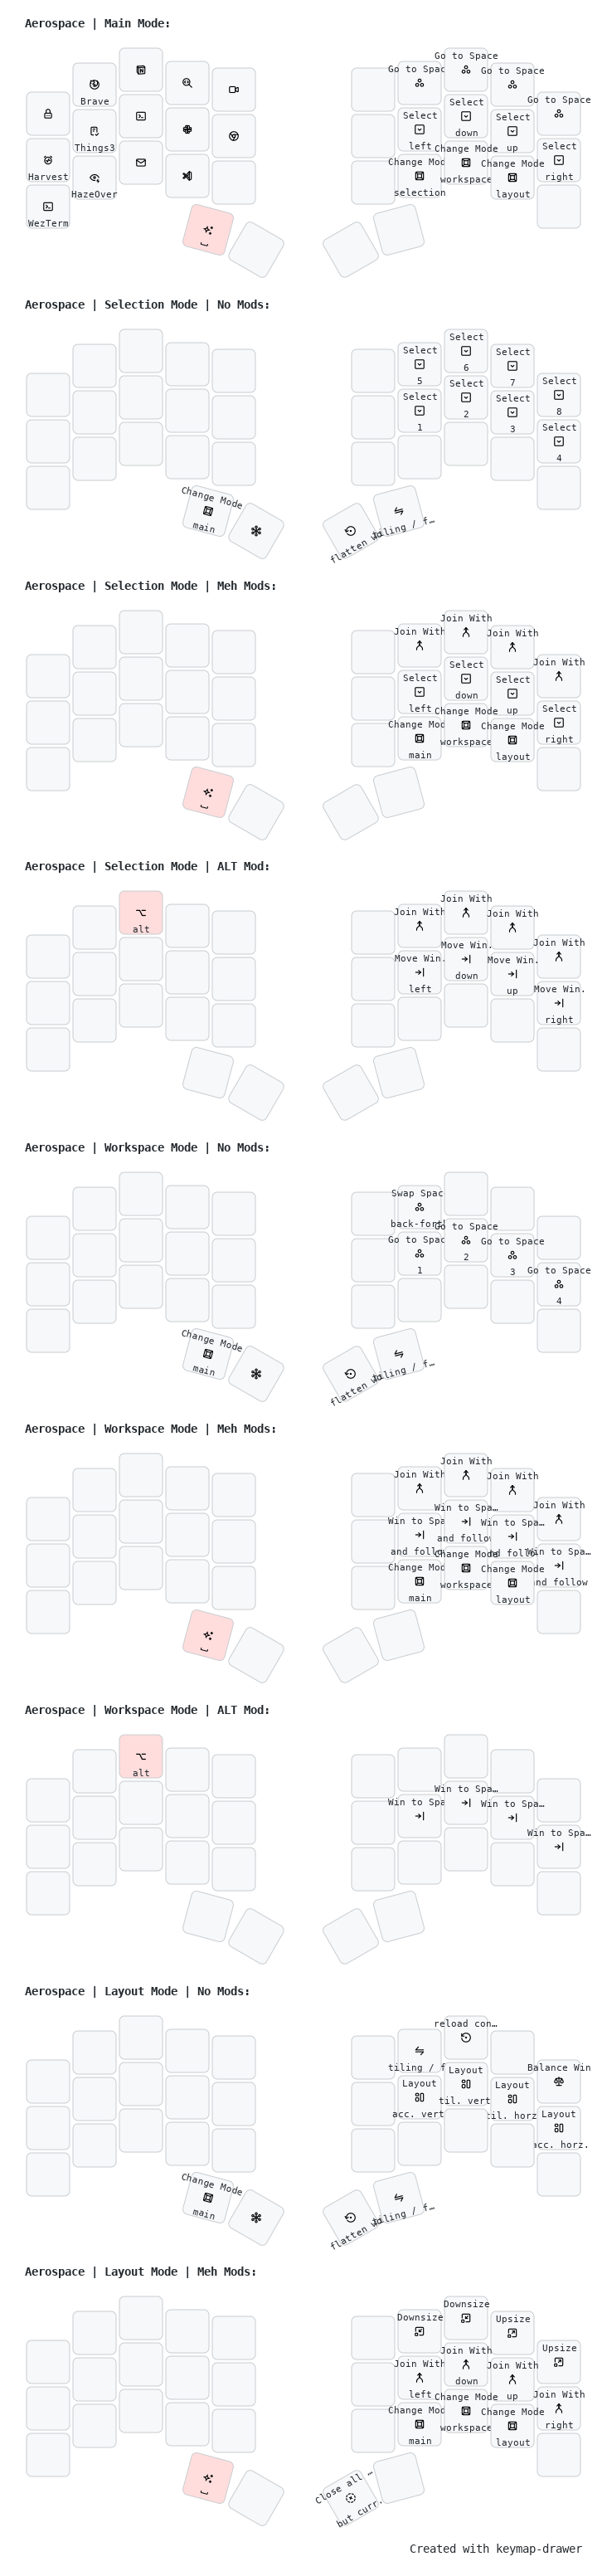 Aerospace | Main Mode:
Go to Space
Go to Space
Go to Space
Go to Space
Brave
Select
left
Select
down
Select
up
Select
right
Things3
Harvest
Change Mode
selection
Change Mode
workspace
Change Mode
layout
HazeOver
WezTerm
Aerospace | Selection Mode | No Mods:
Select
5
Select
6
Select
7
Select
8
Select
1
Select
2
Select
3
Select
4
Change Mode
main
flatten
tiling / f…
Aerospace | Selection Mode | Meh Mods:
Join With
Join With
Join With
Join With
Select
left
Select
down
Select
up
Select
right
Change Mode
main
Change Mode
workspace
Change Mode
layout
Aerospace | Selection Mode | ALT Mod:
alt
Join With
Join With
Join With
Join With
Move Win.
left
Move Win.
down
Move Win.
up
Move Win.
right
Aerospace | Workspace Mode | No Mods:
Swap Space
back-forth
Go to Space
1
Go to Space
2
Go to Space
3
Go to Space
4
Change Mode
main
flatten
tiling / f…
Aerospace | Workspace Mode | Meh Mods:
Join With
Join With
Join With
Join With
Win to Spa…
and follow
Win to Spa…
and follow
Win to Spa…
and follow
Win to Spa…
and follow
Change Mode
main
Change Mode
workspace
Change Mode
layout
Aerospace | Workspace Mode | ALT Mod:
alt
Win to Spa…
Win to Spa…
Win to Spa…
Win to Spa…
Aerospace | Layout Mode | No Mods:
tiling / f
reload con…
Balance Win
Layout
acc. vert
Layout
til. vert
Layout
til. horz
Layout
acc. horz.
Change Mode
main
flatten
tiling / f…
Aerospace | Layout Mode | Meh Mods:
Downsize
Downsize
Upsize
Upsize
Join With
left
Join With
down
Join With
up
Join With
right
Change Mode
main
Change Mode
workspace
Change Mode
layout
Close all …
but curr.
Created with keymap-drawer